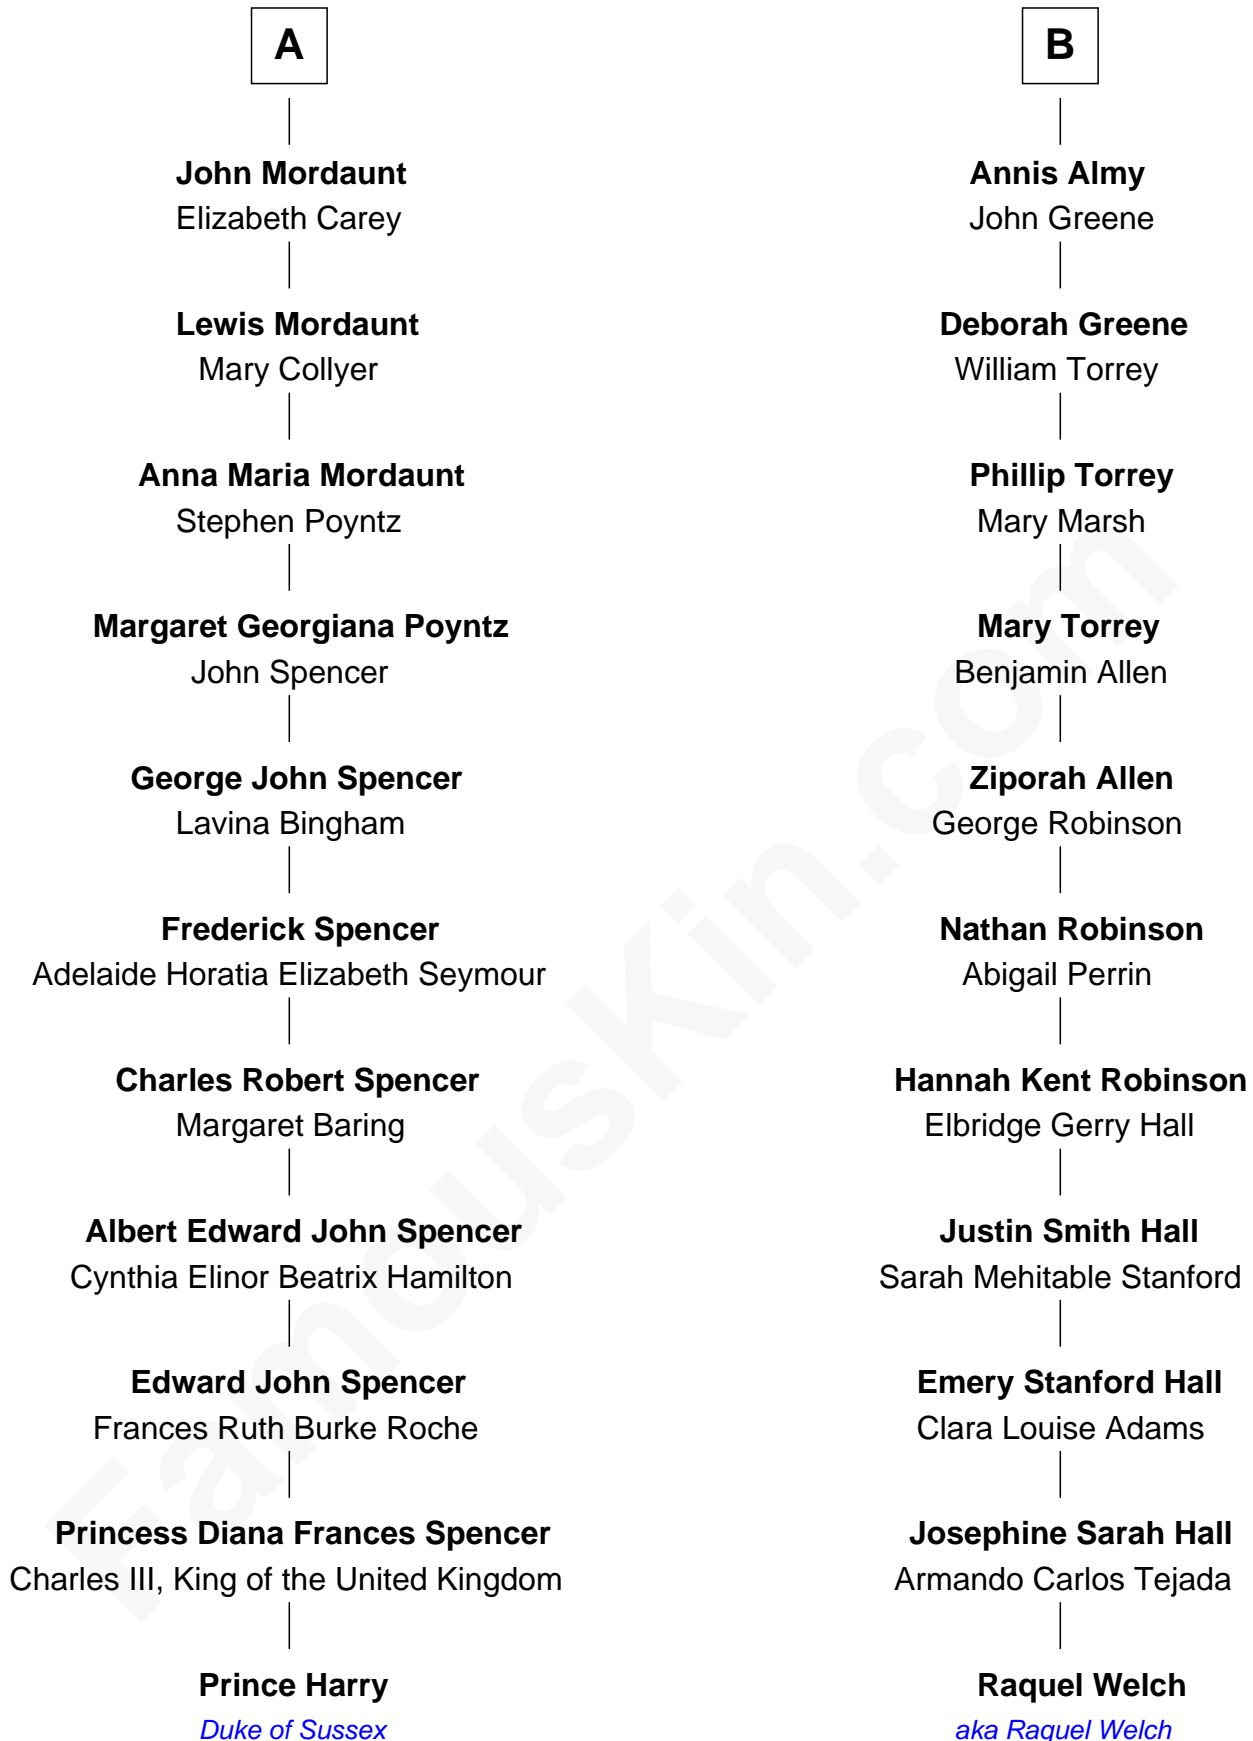 A
John Mordaunt
Elizabeth Carey
Lewis Mordaunt
Mary Collyer
Anna Maria Mordaunt
Stephen Poyntz
Margaret Georgiana Poyntz
John Spencer
George John Spencer
Lavina Bingham
Frederick Spencer
Adelaide Horatia Elizabeth Seymour
Charles Robert Spencer
Margaret Baring
Albert Edward John Spencer
Cynthia Elinor Beatrix Hamilton
Edward John Spencer
Frances Ruth Burke Roche
Princess Diana Frances Spencer
Charles III, King of the United Kingdom
Prince Harry
Duke of Sussex
B
Annis Almy
John Greene
Deborah Greene
William Torrey
Phillip Torrey
Mary Marsh
Mary Torrey
Benjamin Allen
Ziporah Allen
George Robinson
Nathan Robinson
Abigail Perrin
Hannah Kent Robinson
Elbridge Gerry Hall
Justin Smith Hall
Sarah Mehitable Stanford
Emery Stanford Hall
Clara Louise Adams
Josephine Sarah Hall
Armando Carlos Tejada
Raquel Welch
aka Raquel Welch
FamousKin.com